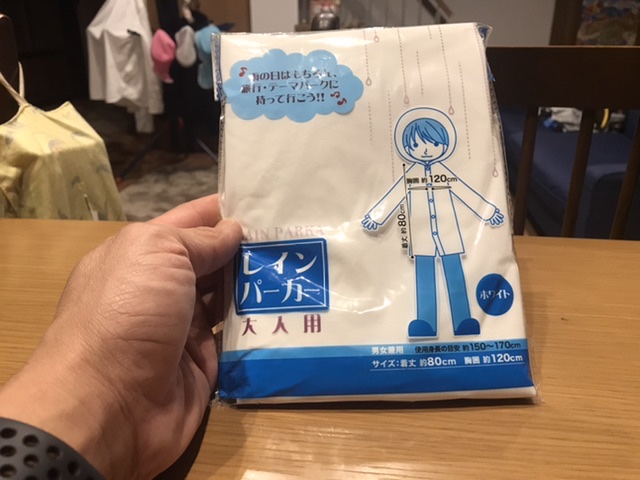 雨の日はもちろん、
旅行・テーマパークに
持って行こう!!
胸囲 約120cm
着丈 約80cm
RAIN PARKA
レイン
パーカー
大人用
ホワイト
男女兼用 使用身長の目安 約150〜170cm
サイズ:着丈 約80cm 胸囲 約120cm